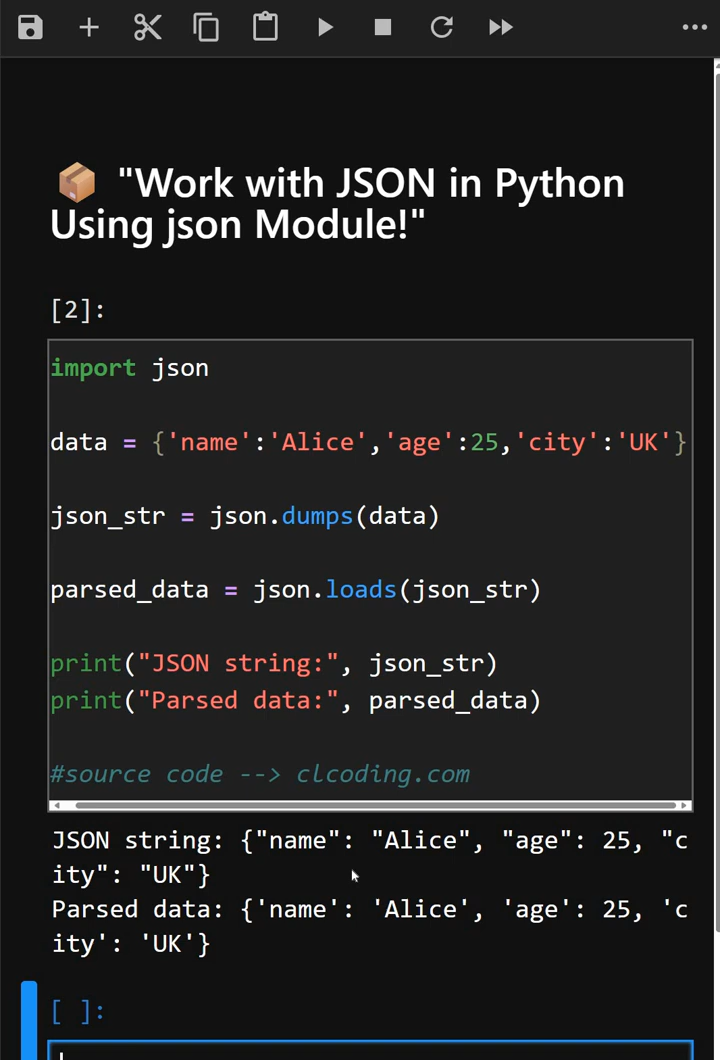 📦 "Work with JSON in Python
Using json Module!"
[2]:
import json
data = {'name':'Alice','age':25,'city':'UK'}
json_str = json.dumps(data)
parsed_data = json.loads(json_str)
print("JSON string:", json_str)
print("Parsed data:", parsed_data)
#source code --> clcoding.com
JSON string: {"name": "Alice", "age": 25, "c
ity": "UK"}
Parsed data: {'name': 'Alice', 'age': 25, 'c
ity': 'UK'}
[ ]: